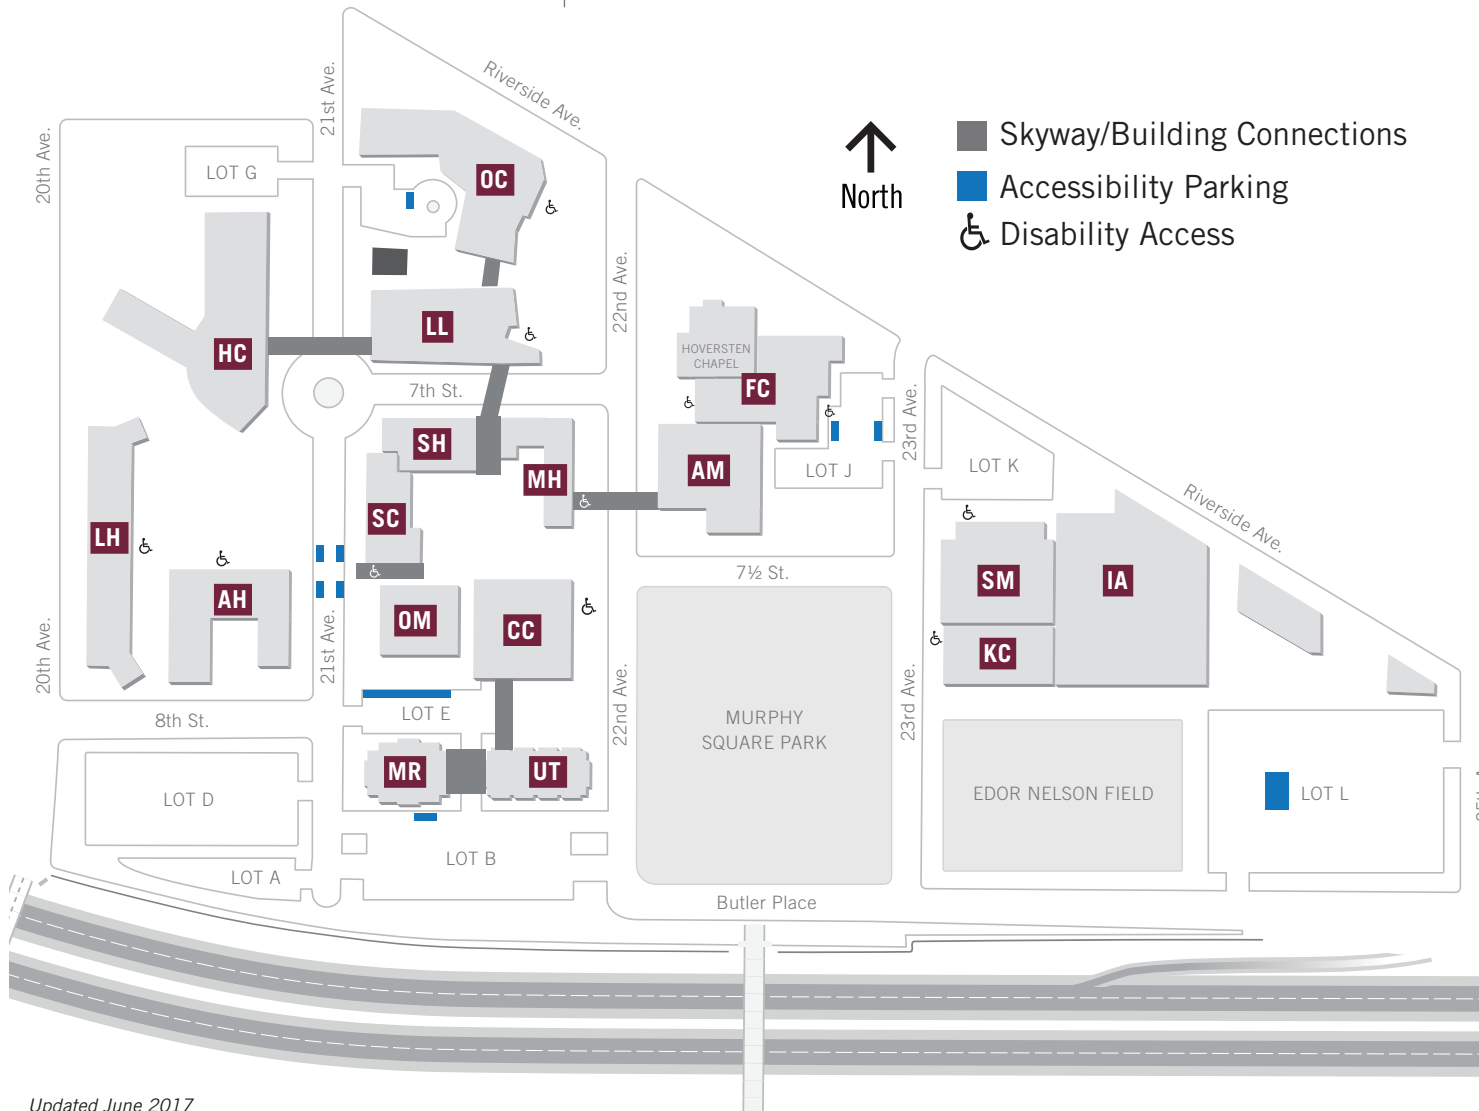 Riverside Ave.
21st Ave.
20th Ave.
LOT G
OC
North
Skyway/Building Connections
Accessibility Parking
Disability Access
22nd Ave.
LL
HC
HOVERSTEN
CHAPEL
FC
7th St.
23rd Ave.
SH
MH
AM
LOT J
LOT K
Riverside Ave.
SC
LH
AH
7½ St.
SM
IA
OM
CC
KC
20th Ave.
21st Ave.
22nd Ave.
23rd Ave.
8th St.
LOT E
MURPHY
SQUARE PARK
MR
UT
LOT D
EDOR NELSON FIELD
LOT L
LOT B
LOT A
Butler Place
Updated June 2017